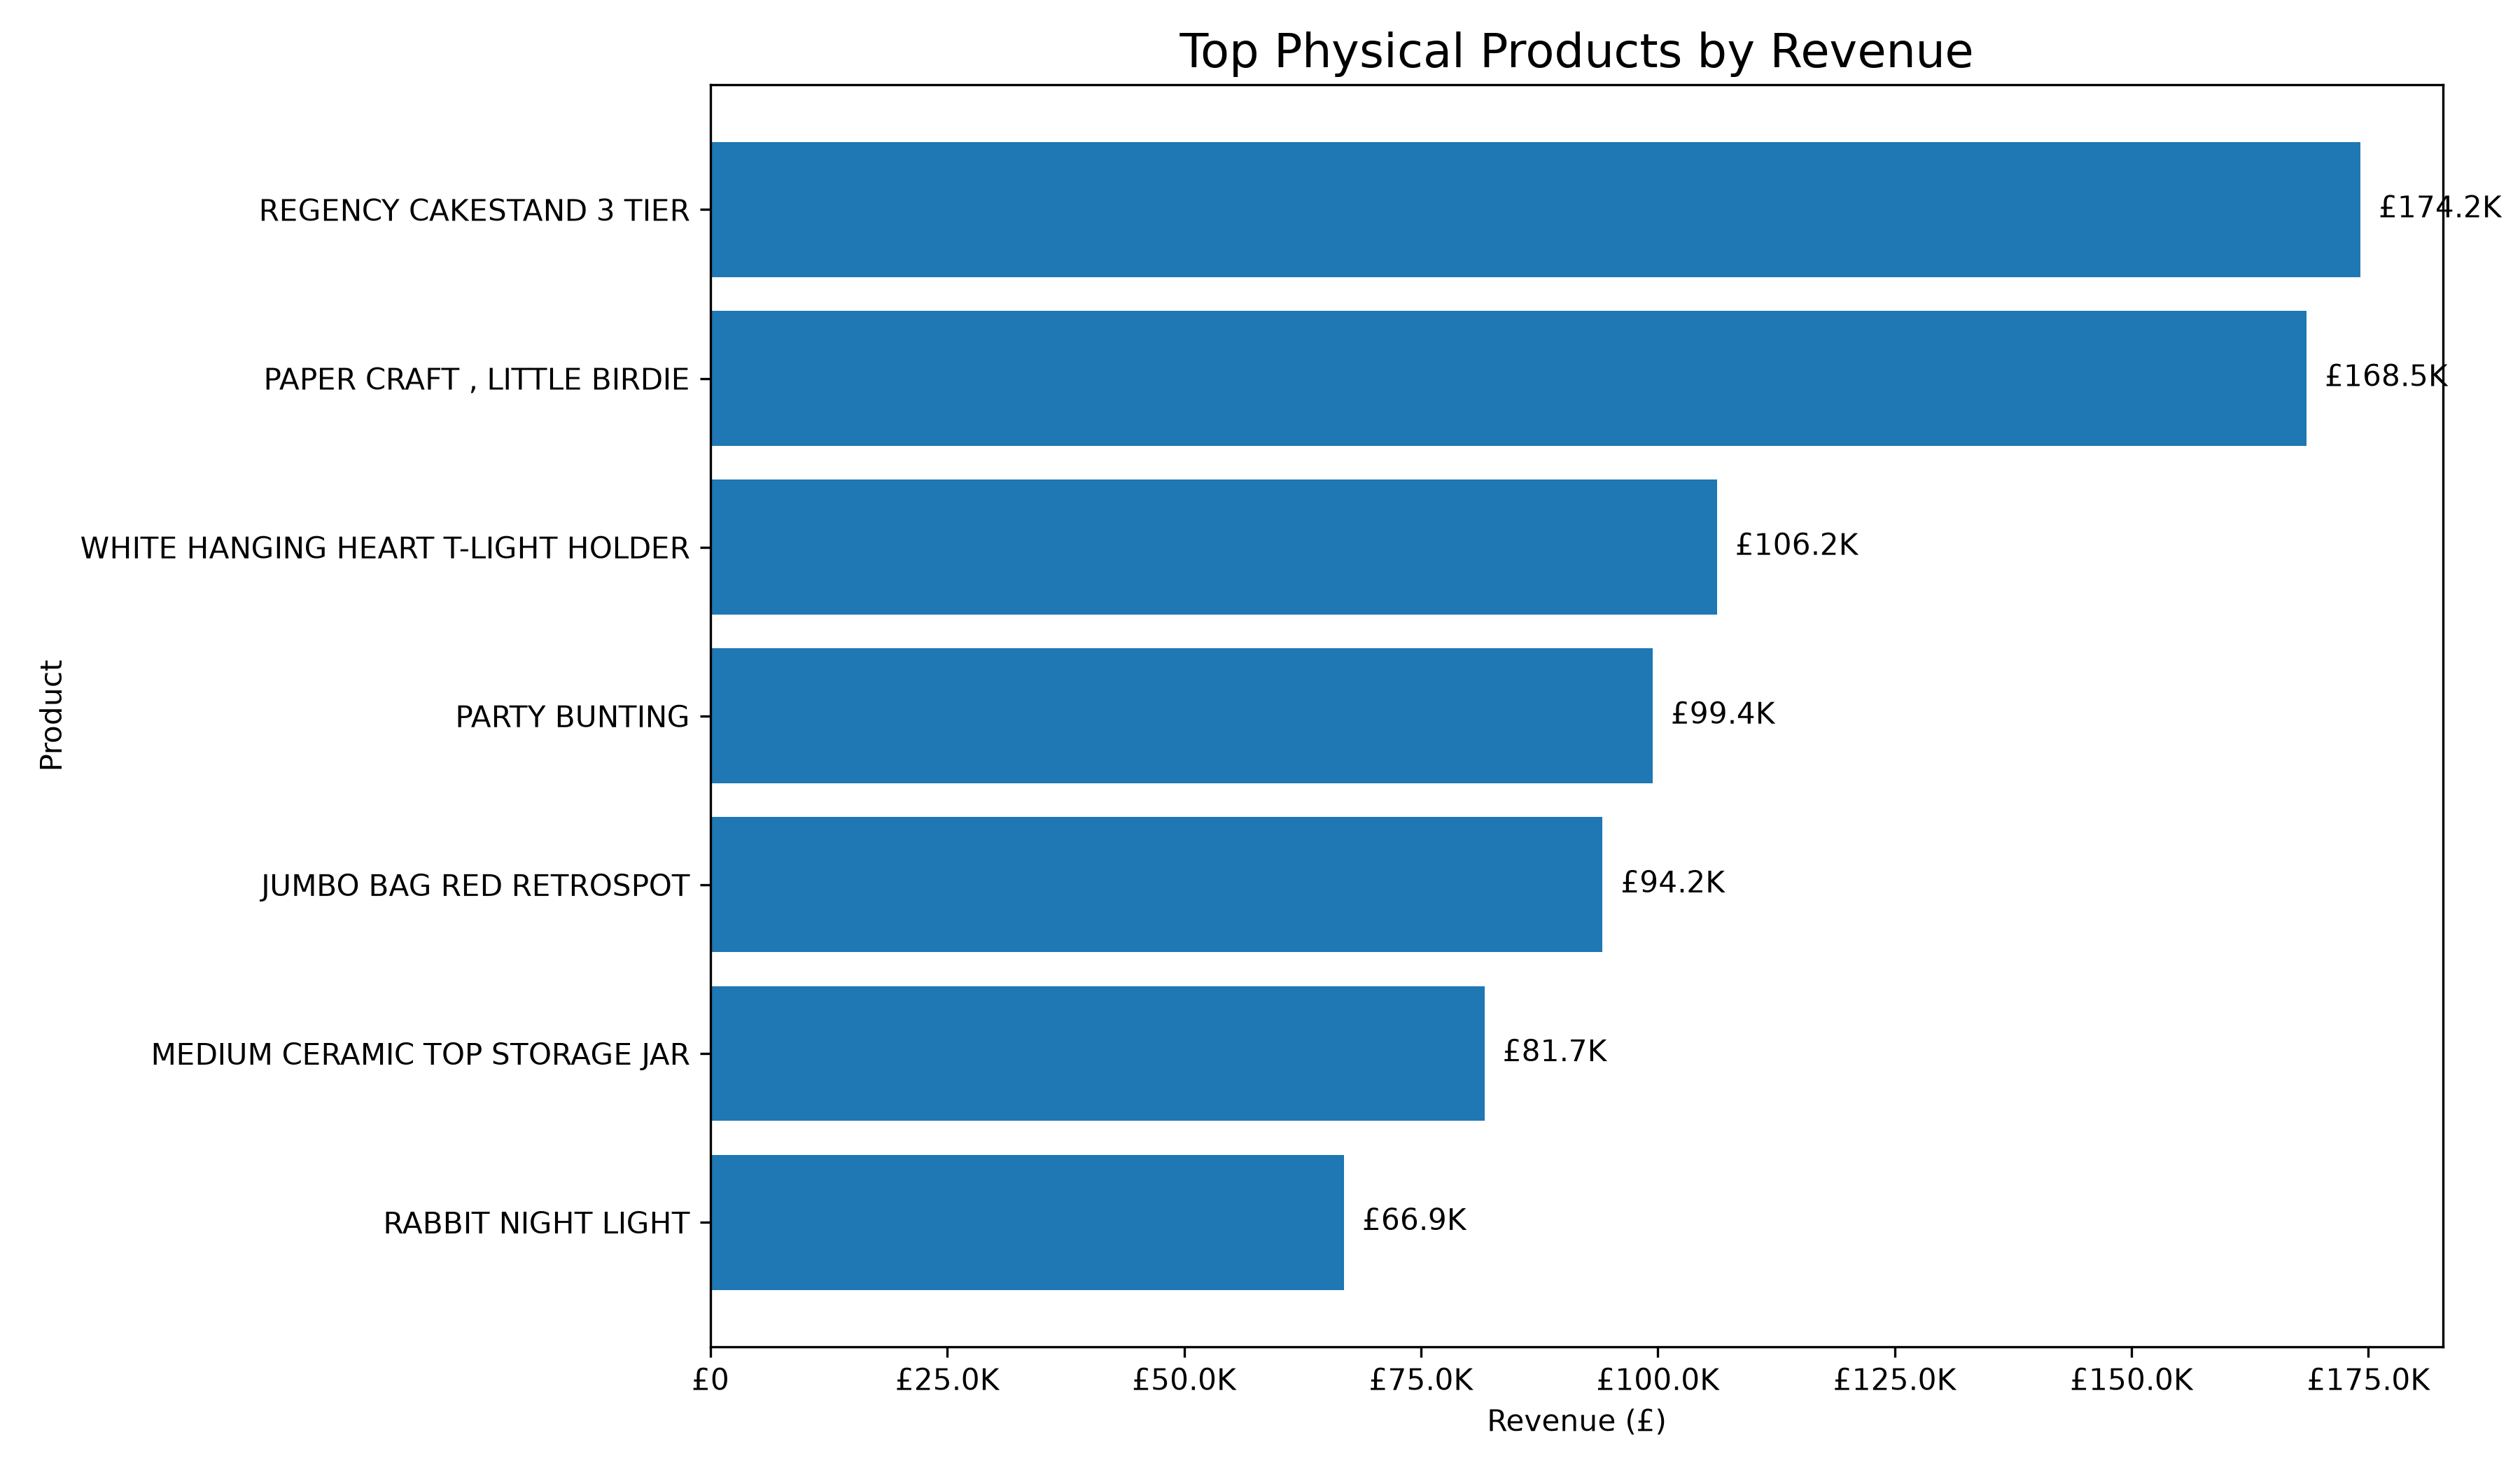 Top Physical Products by Revenue
REGENCY CAKESTAND 3 TIER
£174.2K
PAPER CRAFT , LITTLE BIRDIE
£168.5K
WHITE HANGING HEART T-LIGHT HOLDER
£106.2K
PARTY BUNTING
£99.4K
JUMBO BAG RED RETROSPOT
£94.2K
MEDIUM CERAMIC TOP STORAGE JAR
£81.7K
RABBIT NIGHT LIGHT
£66.9K
Product
£0 £25.0K £50.0K £75.0K £100.0K £125.0K £150.0K £175.0K
Revenue (£)